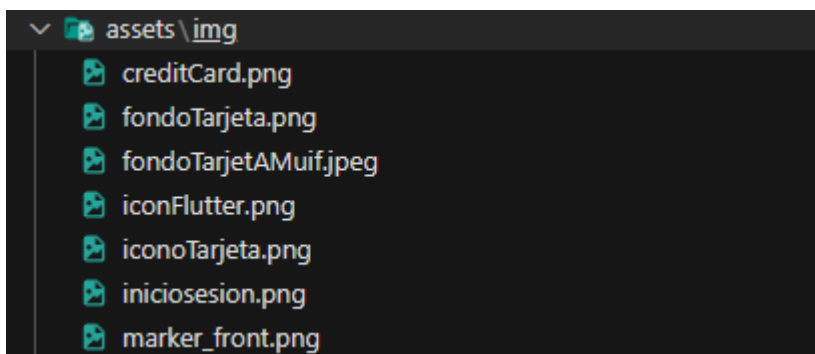 assets\img
creditCard.png
fondoTarjeta.png
fondoTarjetAMuif.jpeg
iconFlutter.png
iconoTarjeta.png
iniciosesion.png
marker_front.png